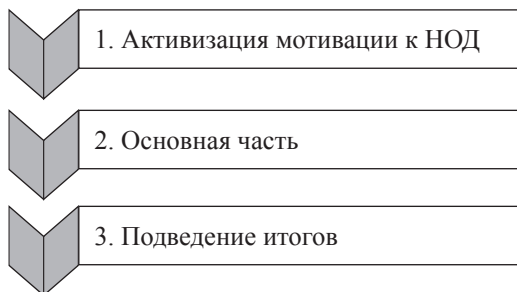 1. Активизация мотивации к НОД
2. Основная часть
3. Подведение итогов